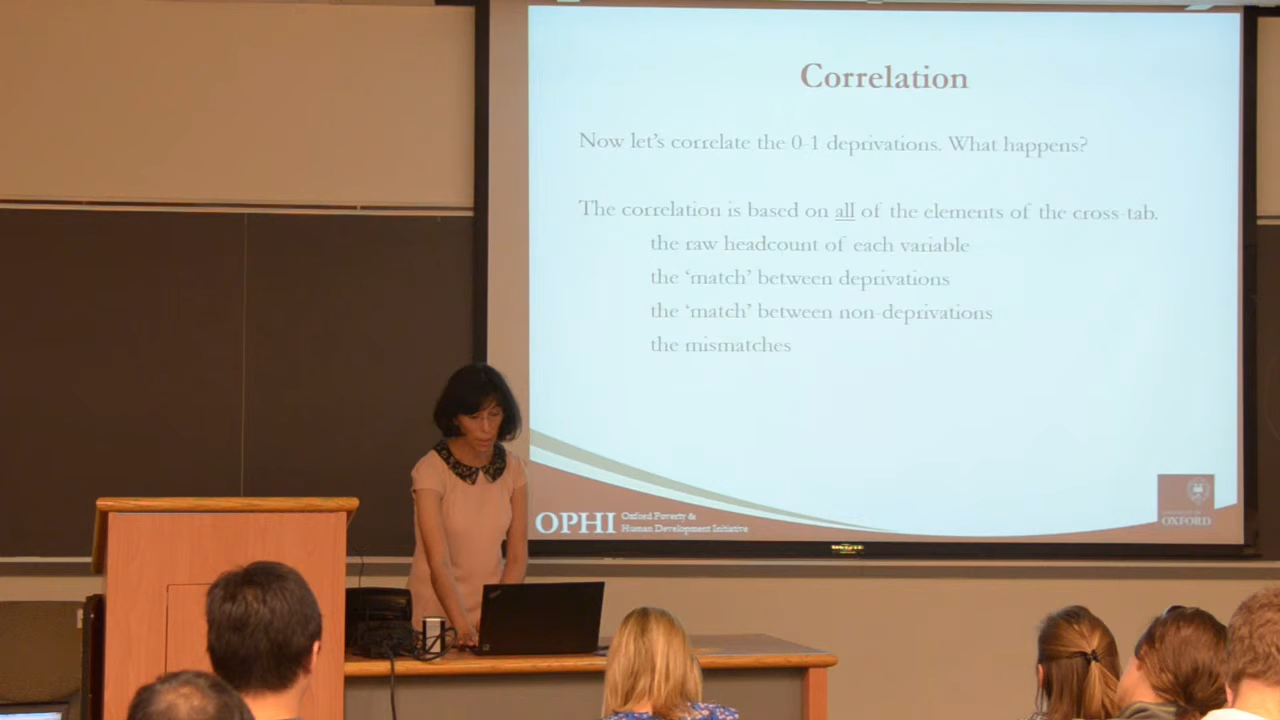 Correlation
Now let's correlate the 0-1 deprivations. What happens?
The correlation is based on all of the elements of the cross-tab.
the raw headcount of each variable
the ‘match’ between deprivations
the ‘match’ between non-deprivations
the mismatches
OPHI Oxford Poverty &
Human Development Initiative
UNIVERSITY OF
OXFORD